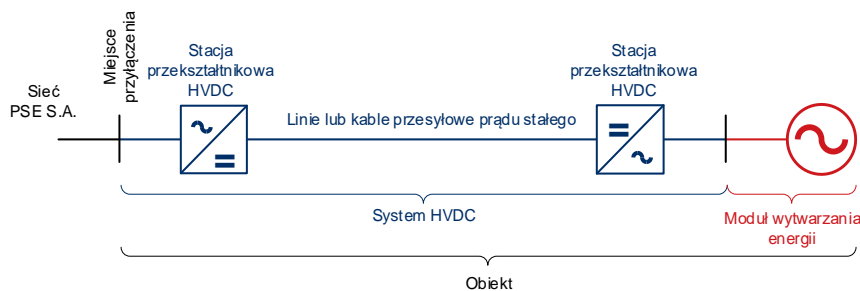 Sieć
PSE S.A.
Miejsce
przyłączenia
Stacja
przekształtnikowa
HVDC
Linie lub kable przesyłowe prądu stałego
Stacja
przekształtnikowa
HVDC
System HVDC
Moduł wytwarzania
energii
Obiekt